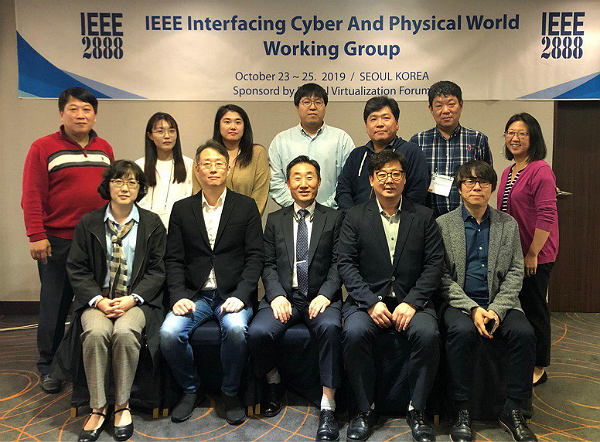 IEEE
2888
IEEE Interfacing Cyber And Physical World
Working Group
October 23 ~ 25. 2019 / SEOUL KOREA
Sponsord by l Virtualization Forum
IEEE
2888